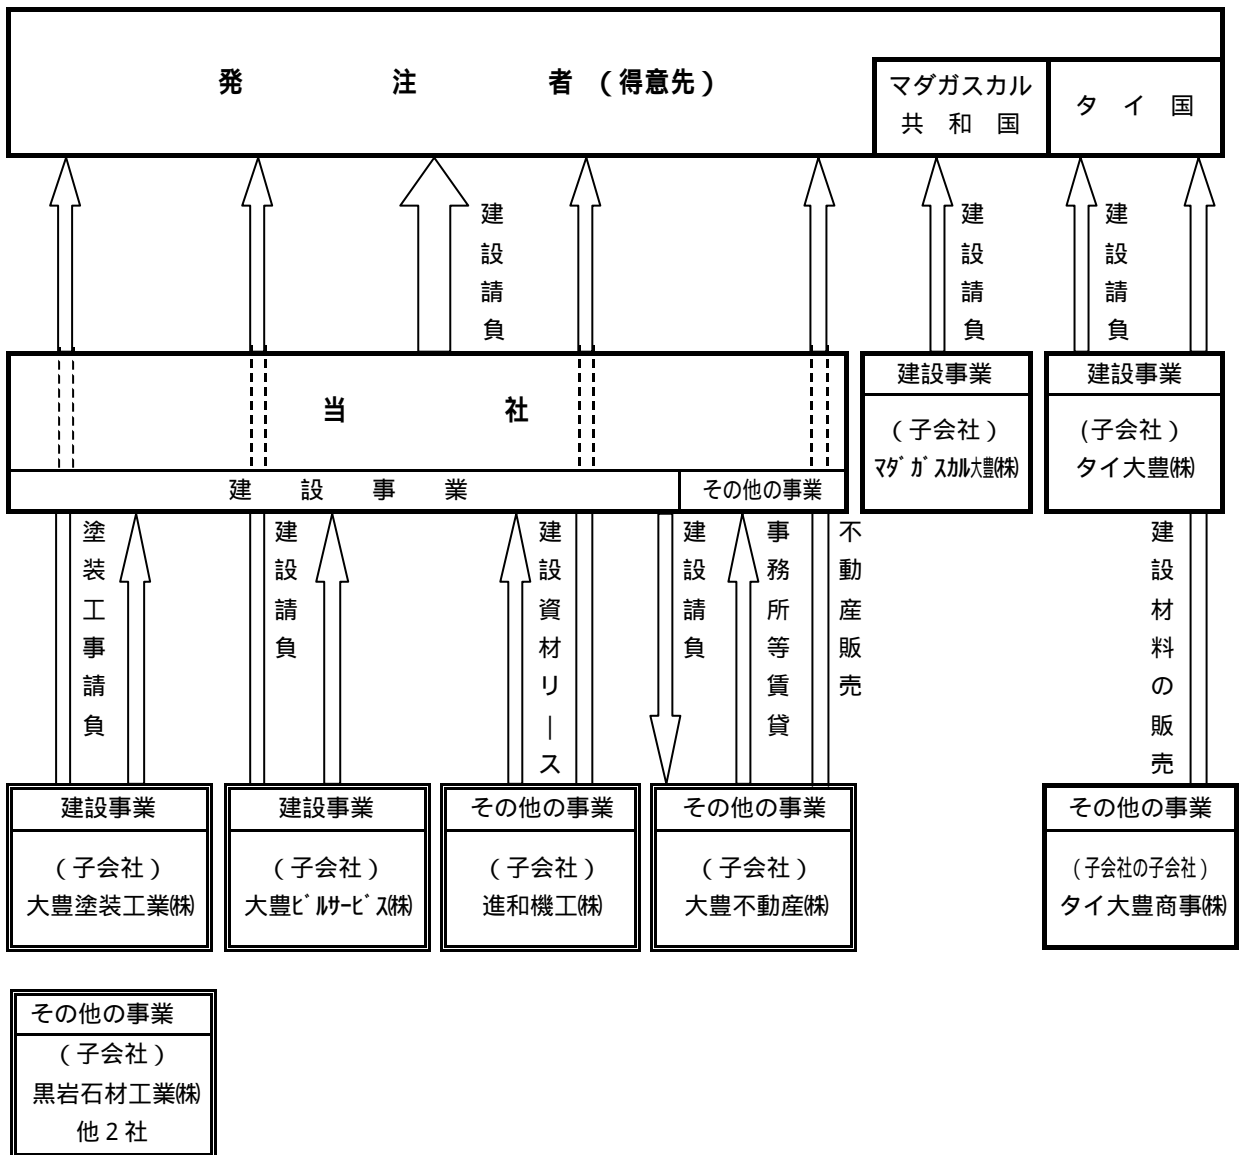 発 注 者 (得意先)
マダガスカル
共 和 国
タ イ 国
建設請負
建設請負
建設請負
当 社
建 設 事 業
その他の事業
建設事業
(子会社)
マダガスカル大豊㈱
建設事業
(子会社)
タイ大豊㈱
塗装工事請負
建設請負
建設資材リース
建設請負
事務所等賃貸
不動産販売
建設材料の販売
建設事業
(子会社)
大豊塗装工業㈱
建設事業
(子会社)
大豊ビルサービス㈱
その他の事業
(子会社)
進和機工㈱
その他の事業
(子会社)
大豊不動産㈱
その他の事業
(子会社の子会社)
タイ大豊商事㈱
その他の事業
(子会社)
黒岩石材工業㈱
他2社